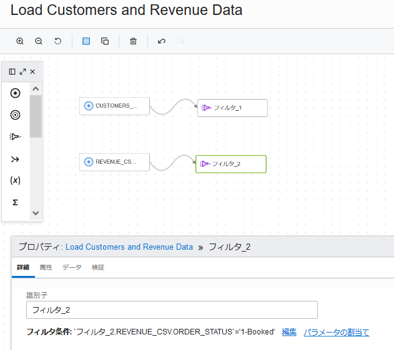 Load Customers and Revenue Data
(x)
Σ
CUSTOMERS_...
フィルタ_1
REVENUE_CS...
フィルタ_2
プロパティ: Load Customers and Revenue Data » フィルタ_2
詳細 属性 データ 検証
識別子
フィルタ_2
フィルタ条件: `フィルタ_2.REVENUE_CSV.ORDER_STATUS`='1-Booked' 編集 パラメータの割当て